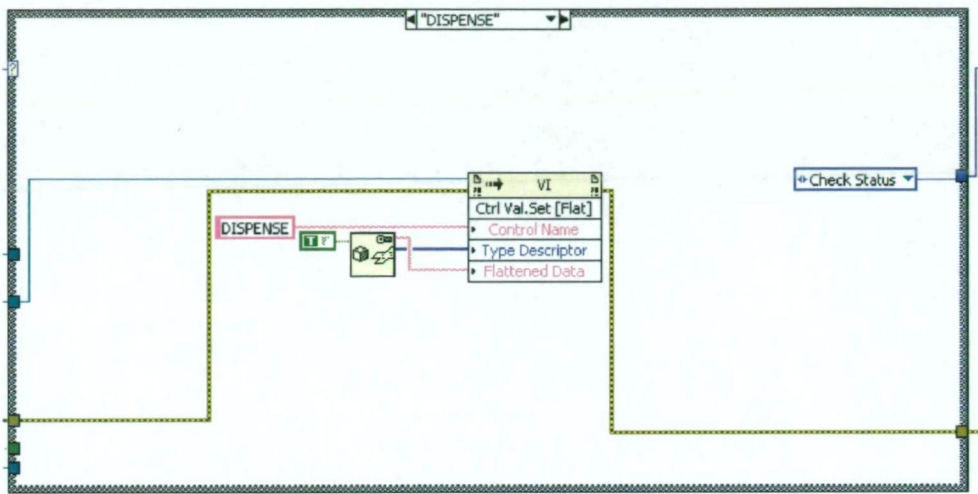 "DISPENSE"
?
Check Status
VI
Ctrl Val.Set [Flat]
DISPENSE
Control Name
T F
Type Descriptor
Flattened Data